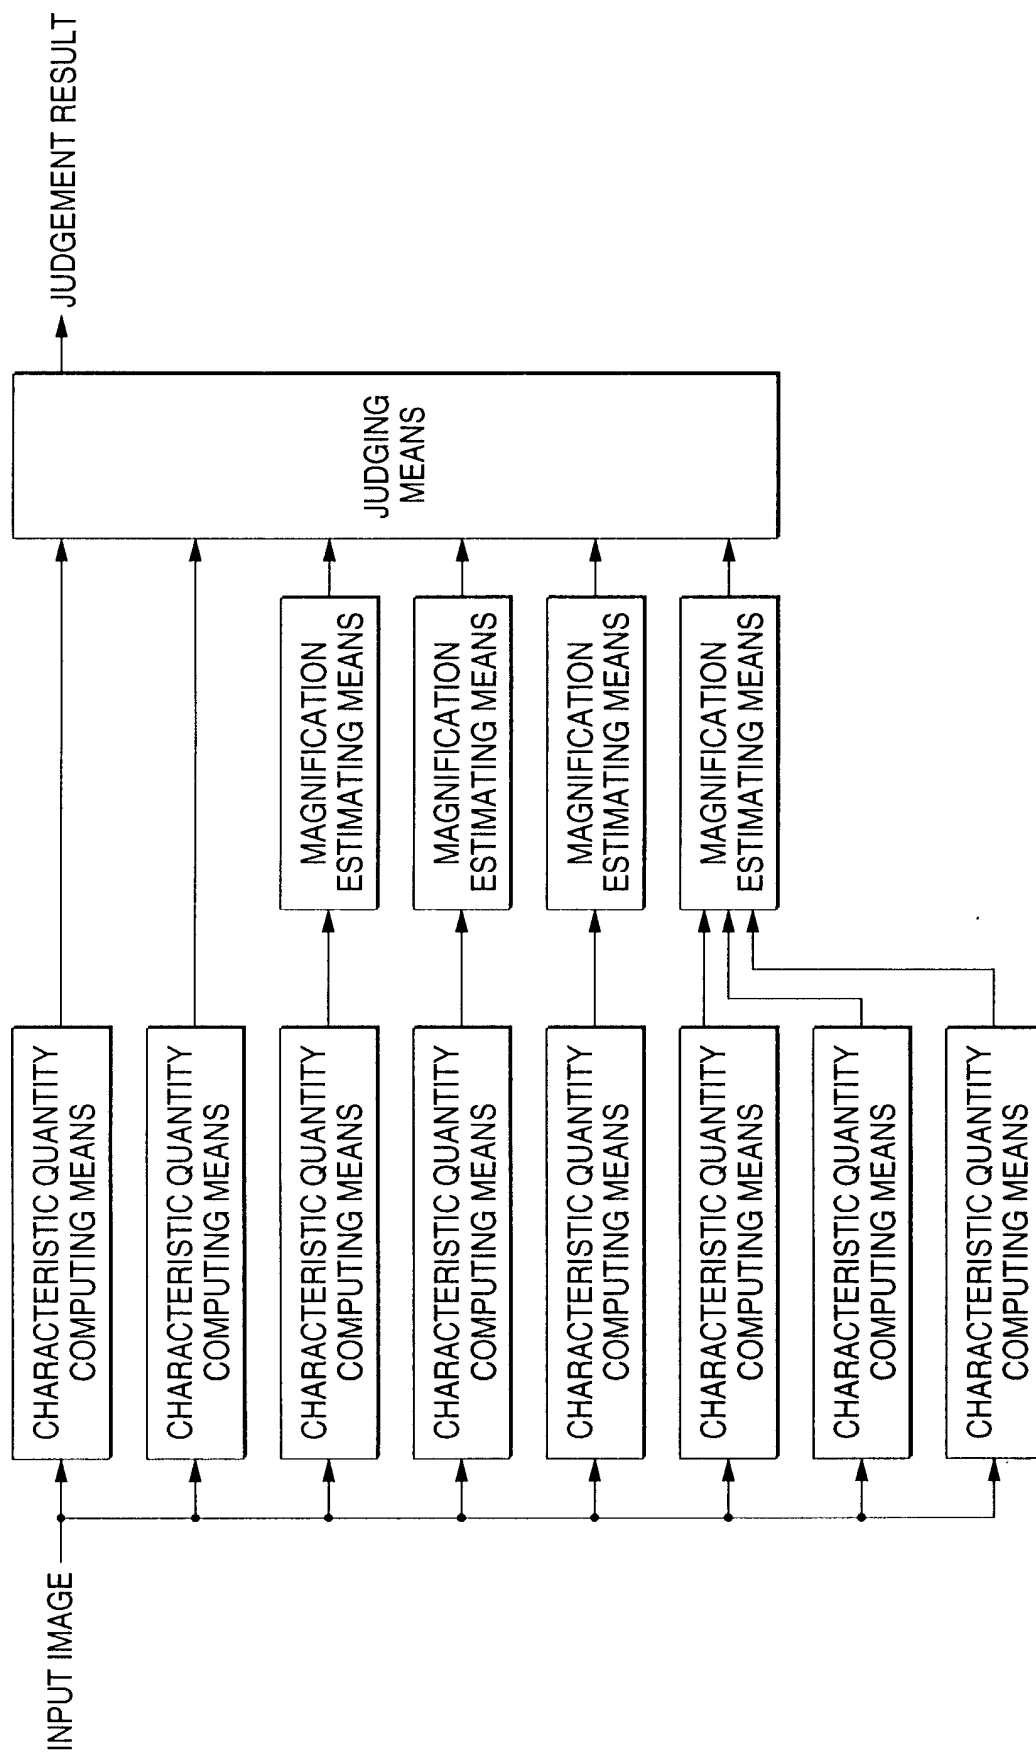 INPUT IMAGE
CHARACTERISTIC QUANTITY
COMPUTING MEANS
CHARACTERISTIC QUANTITY
COMPUTING MEANS
CHARACTERISTIC QUANTITY
COMPUTING MEANS
CHARACTERISTIC QUANTITY
COMPUTING MEANS
CHARACTERISTIC QUANTITY
COMPUTING MEANS
CHARACTERISTIC QUANTITY
COMPUTING MEANS
CHARACTERISTIC QUANTITY
COMPUTING MEANS
CHARACTERISTIC QUANTITY
COMPUTING MEANS
MAGNIFICATION
ESTIMATING MEANS
MAGNIFICATION
ESTIMATING MEANS
MAGNIFICATION
ESTIMATING MEANS
MAGNIFICATION
ESTIMATING MEANS
JUDGING
MEANS
JUDGEMENT RESULT